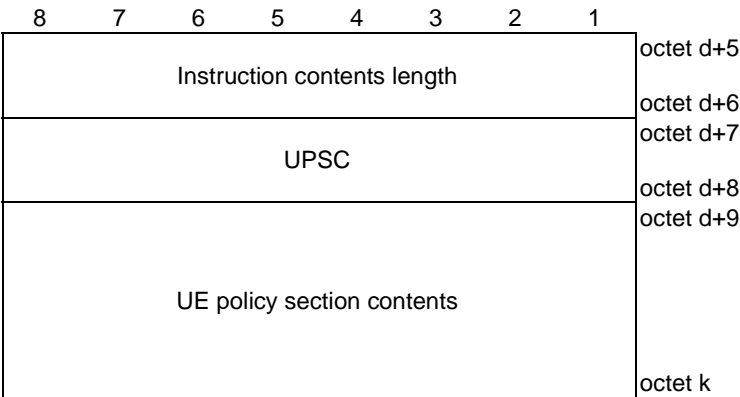 8 7 6 5 4 3 2 1
octet d+5
Instruction contents length
octet d+6
octet d+7
UPSC
octet d+8
octet d+9
UE policy section contents
octet k